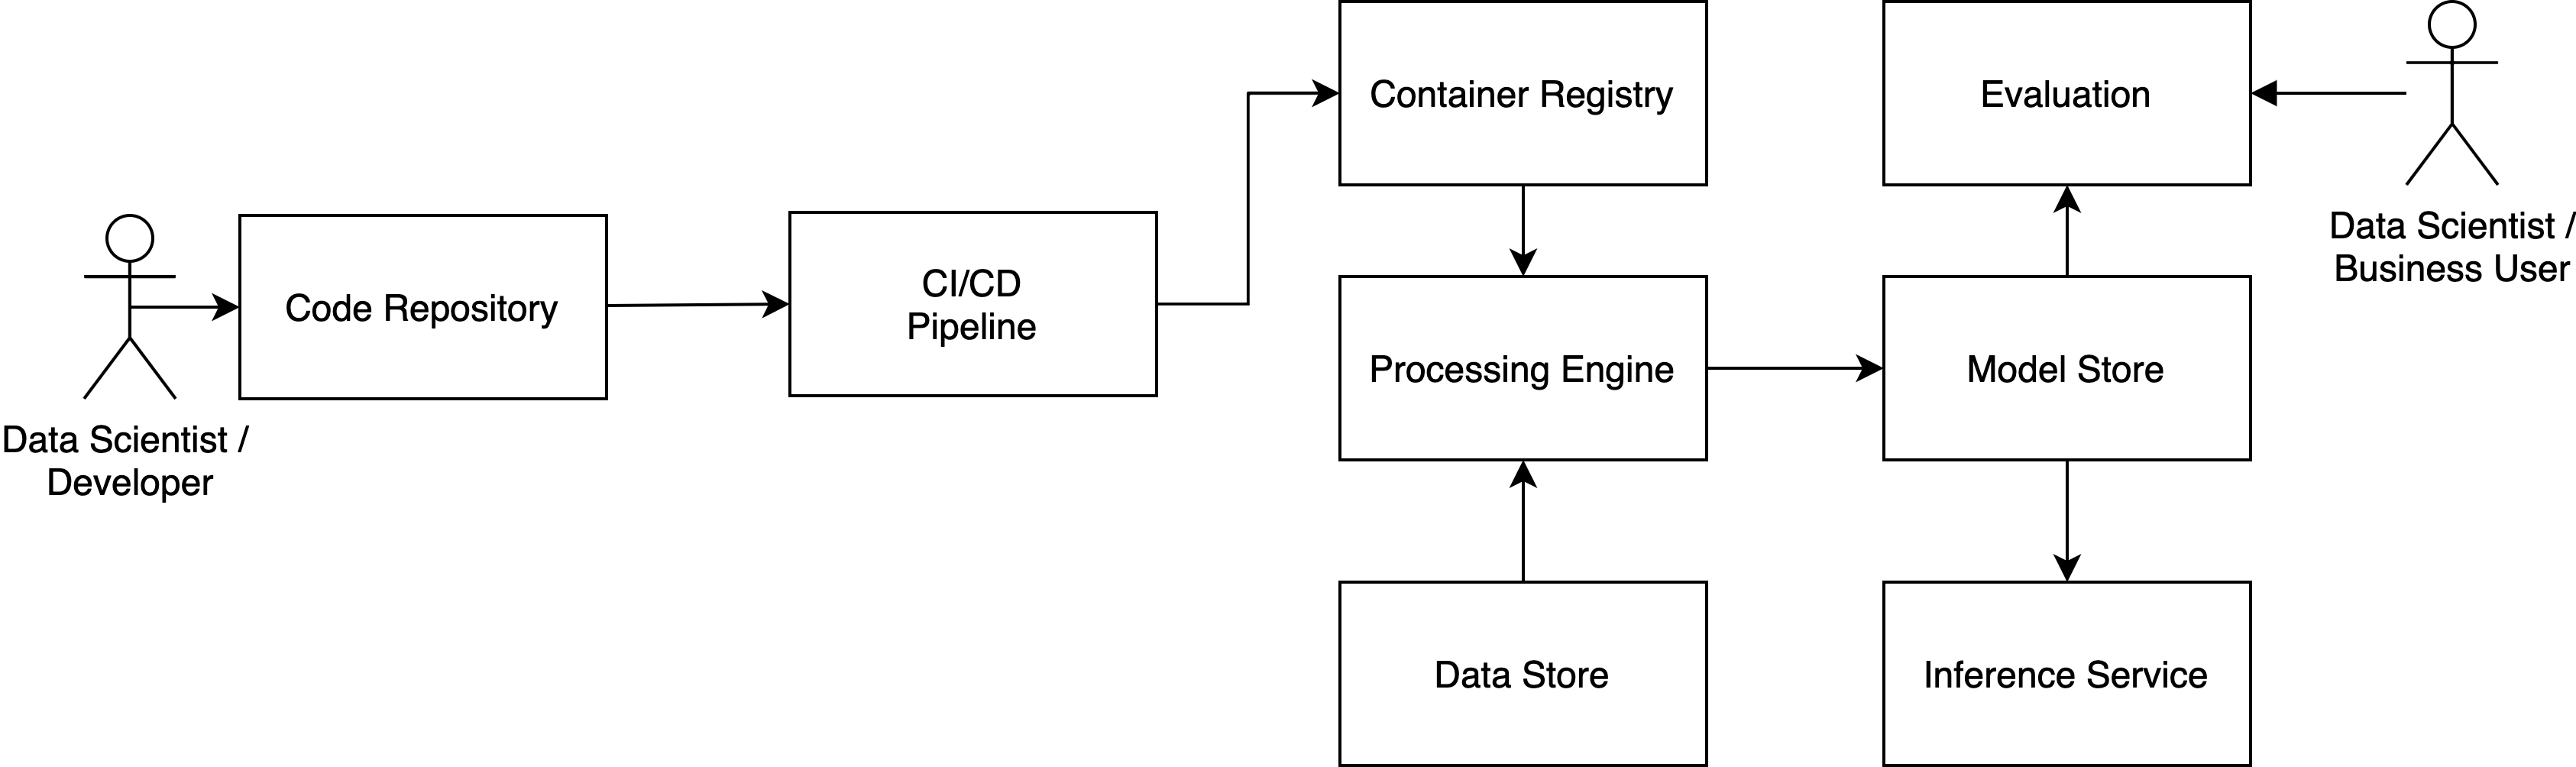 Container Registry
Evaluation
Data Scientist /
Business User
Code Repository
CI/CD
Pipeline
Processing Engine
Model Store
Data Scientist /
Developer
Data Store
Inference Service